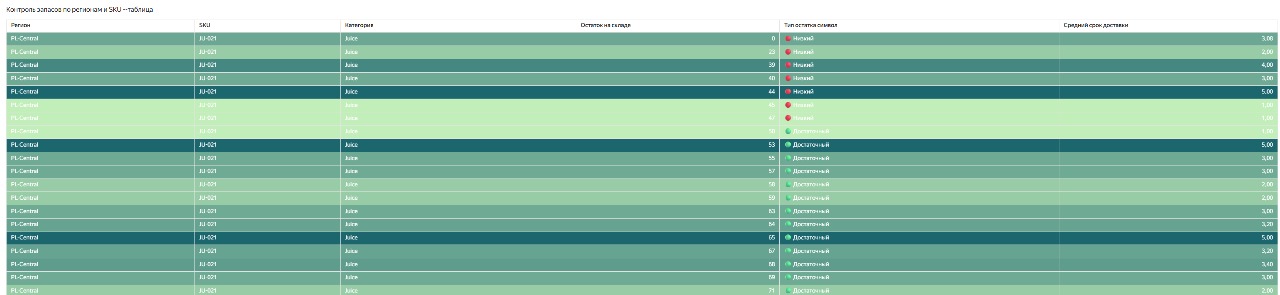 Контроль запасов по регионам и SKU --таблица
Регион SKU Категория Остаток на складе Тип остатка символ Средний срок доставки
PL-Central JU-021 Juice 0 Низкий 3,08
PL-Central JU-021 Juice 23 Низкий 2,00
PL-Central JU-021 Juice 39 Низкий 4,00
PL-Central JU-021 Juice 40 Низкий 3,00
PL-Central JU-021 Juice 44 Низкий 5,00
PL-Central JU-021 Juice Низкий 1,00
PL-Central JU-021 Juice 47 Низкий 1,00
PL-Central JU-021 Juice 50 Достаточный 1,00
PL-Central JU-021 Juice 53 Достаточный 5,00
PL-Central JU-021 Juice 55 Достаточный 3,00
PL-Central JU-021 Juice 57 Достаточный 3,00
PL-Central JU-021 Juice 58 Достаточный 2,00
PL-Central JU-021 Juice 59 Достаточный 2,00
PL-Central JU-021 Juice 63 Достаточный 3,00
PL-Central JU-021 Juice 64 Достаточный 3,20
PL-Central JU-021 Juice 65 Достаточный 5,00
PL-Central JU-021 Juice 67 Достаточный 3,20
PL-Central JU-021 Juice 68 Достаточный 3,40
PL-Central JU-021 Juice 69 Достаточный 3,00
PL-Central JU-021 Juice 71 Достаточный 2,00